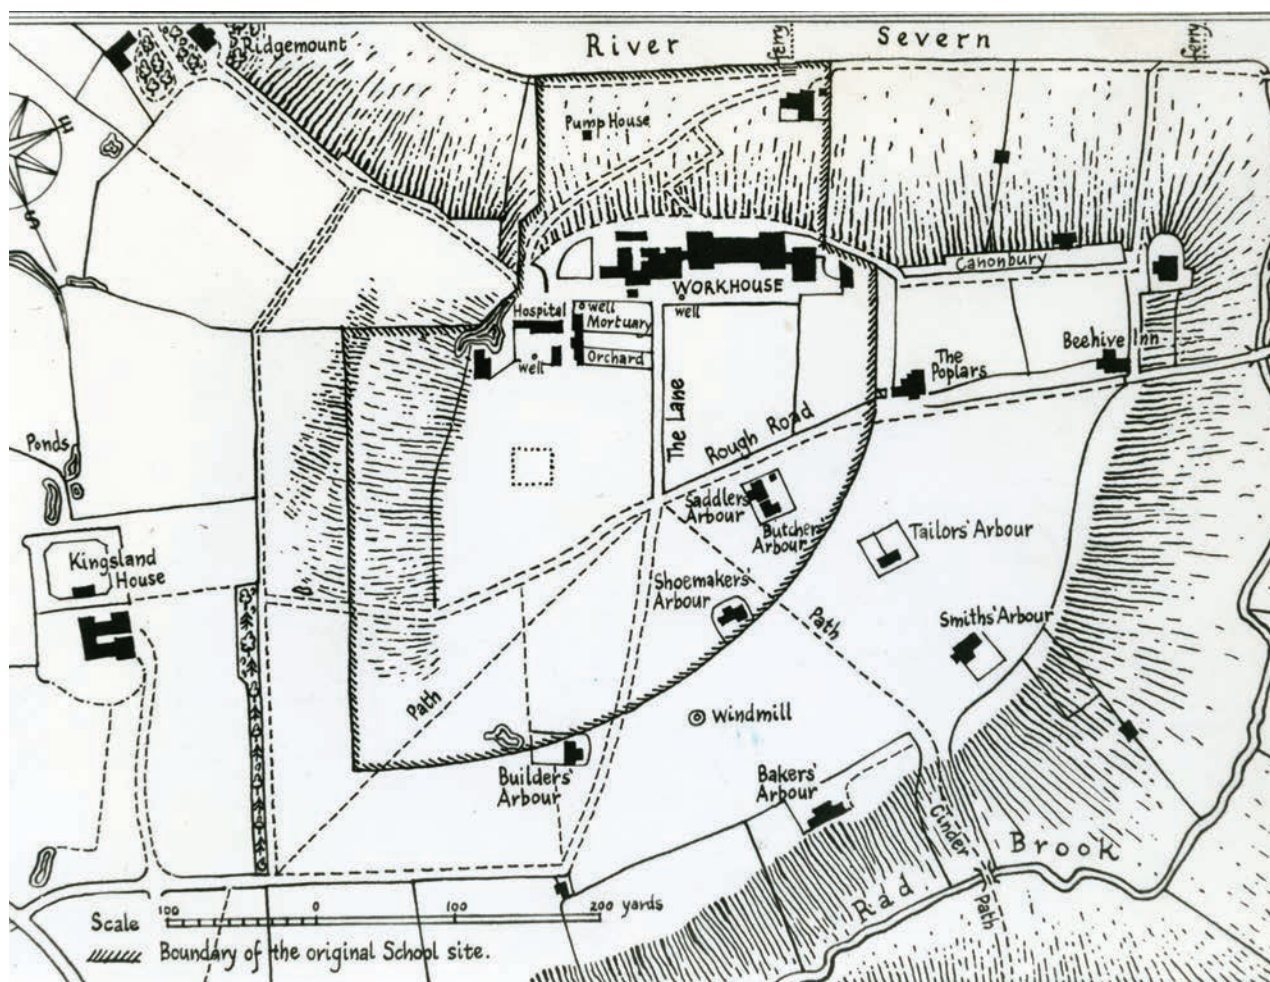 River Severn
ferry
ferry
Ridgemount
Pump House
E
S
Canonbury
WORKHOUSE
Hospital
well
Mortuary
well
Orchard
well
Beehive Inn
The
Poplars
The Lane
Rough Road
Ponds
Saddlers'
Arbour
Butchers'
Arbour
Tailors' Arbour
Kingsland
House
Shoemakers'
Arbour
Path
Smiths' Arbour
Path
Windmill
Builders'
Arbour
Bakers'
Arbour
Cinder
Path
Rad Brook
Scale 100 0 100 200 yards
Boundary of the original School site.